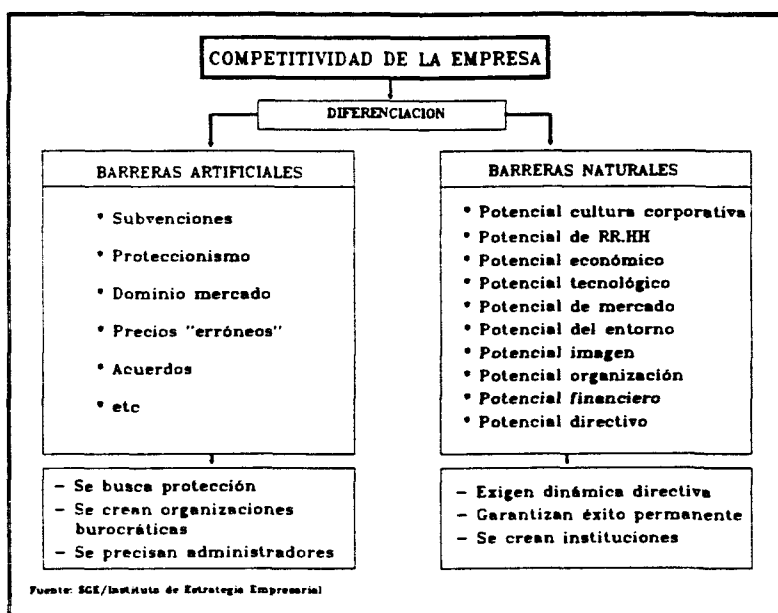 COMPETITIVIDAD DE LA EMPRESA
DIFERENCIACION
BARRERAS ARTIFICIALES
* Subvenciones
* Proteccionismo
* Dominio mercado
* Precios "erróneos"
* Acuerdos
* etc
- Se busca protección
- Se crean organizaciones
burocráticas
- Se precisan administradores
BARRERAS NATURALES
* Potencial cultura corporativa
* Potencial de RR.HH
* Potencial económico
* Potencial tecnológico
* Potencial de mercado
* Potencial del entorno
* Potencial imagen
* Potencial organización
* Potencial financiero
* Potencial directivo
- Exigen dinámica directiva
- Garantizan éxito permanente
- Se crean instituciones
Fuente: SGE/Instituto de Estrategia Empresarial